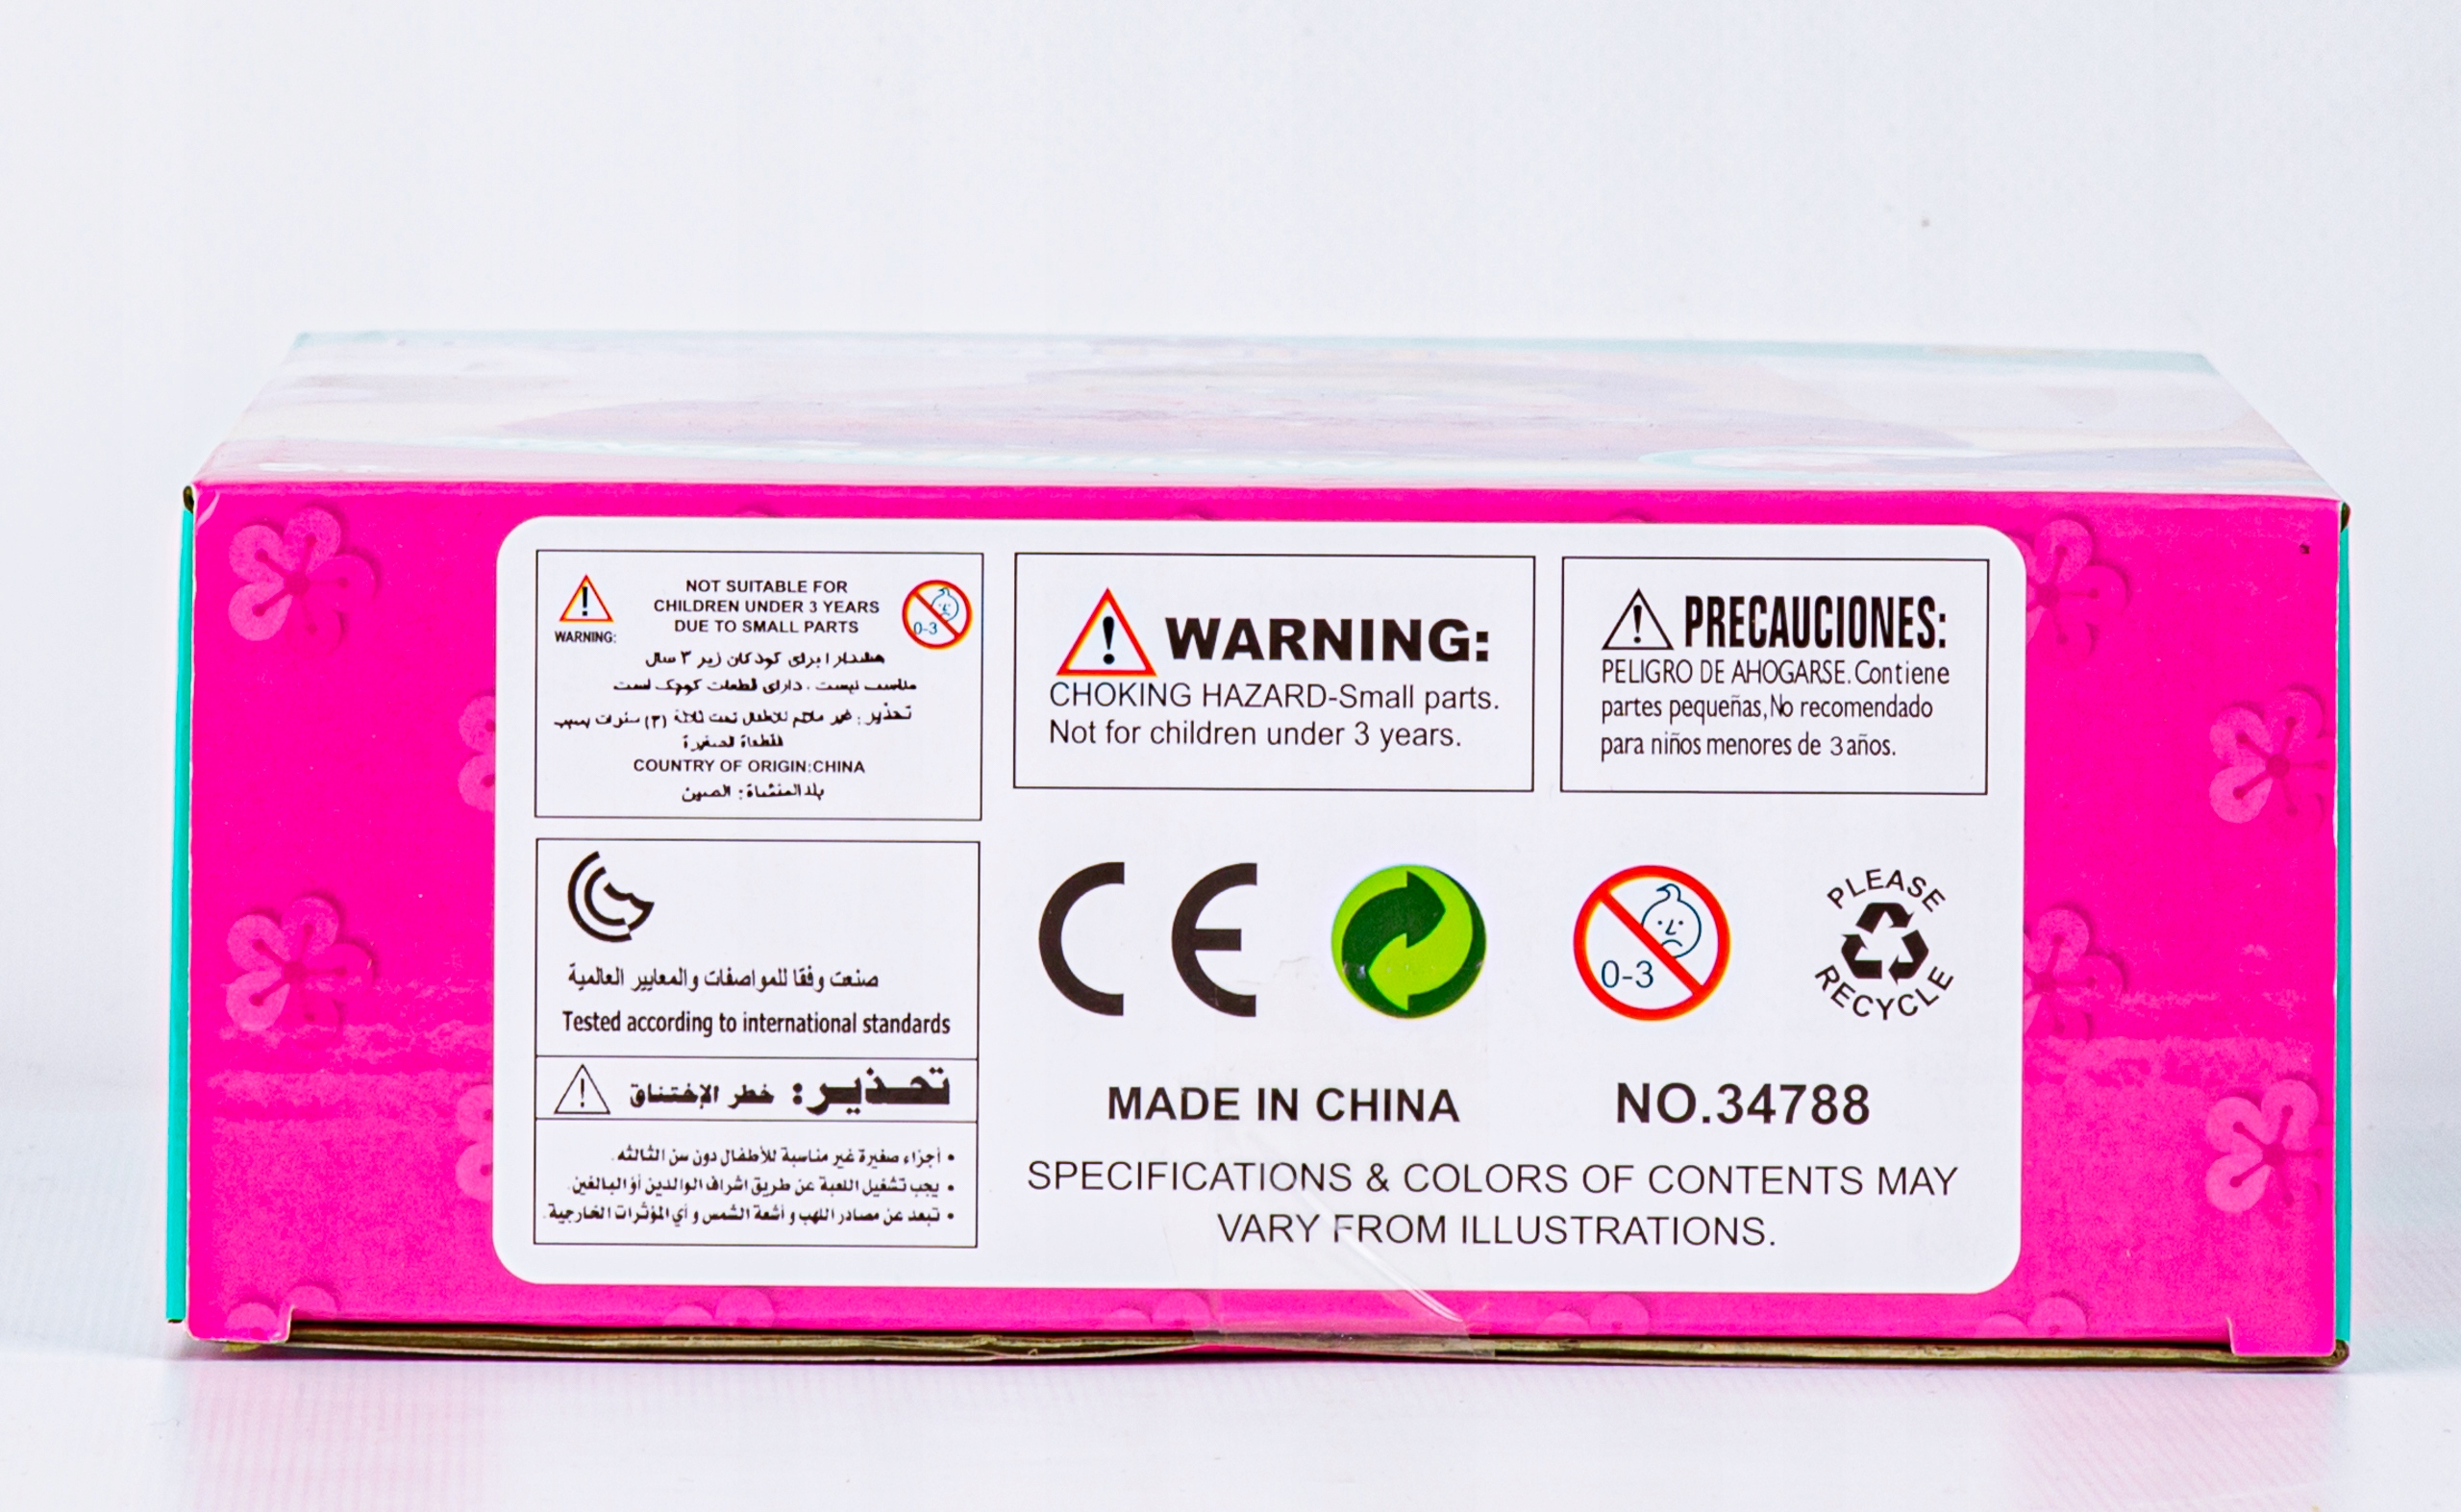 WARNING:
NOT SUITABLE FOR
CHILDREN UNDER 3 YEARS
DUE TO SMALL PARTS
0-3
هشدار ! برای کودکان زیر ۳ سال
مناسب نیست . دارای قطعات کوچک است
تحذير : غير ملائم للاطفال تحت ثلاثة (٣) سنوات بسبب
COUNTRY OF ORIGIN:CHINA
بلد المنشاة: الصين
صنعت وفقا للمواصفات والمعايير العالمية
Tested according to international standards
تحذير: خطر الإختناق
• أجزاء صغيرة غير مناسبة للأطفال دون سن الثالثه.
• يجب تشغيل اللعبة عن طريق اشراف الوالدين أو البالغين.
• تبعد عن مصادر اللهب و أشعة الشمس و أي المؤثرات الخارجية.
WARNING:
CHOKING HAZARD-Small parts.
Not for children under 3 years.
PRECAUCIONES:
PELIGRO DE AHOGARSE. Contiene
partes pequeñas, No recomendado
para niños menores de 3 años.
CE
0-3
PLEASE
RECYCLE
MADE IN CHINA
NO.34788
SPECIFICATIONS & COLORS OF CONTENTS MAY
VARY FROM ILLUSTRATIONS.